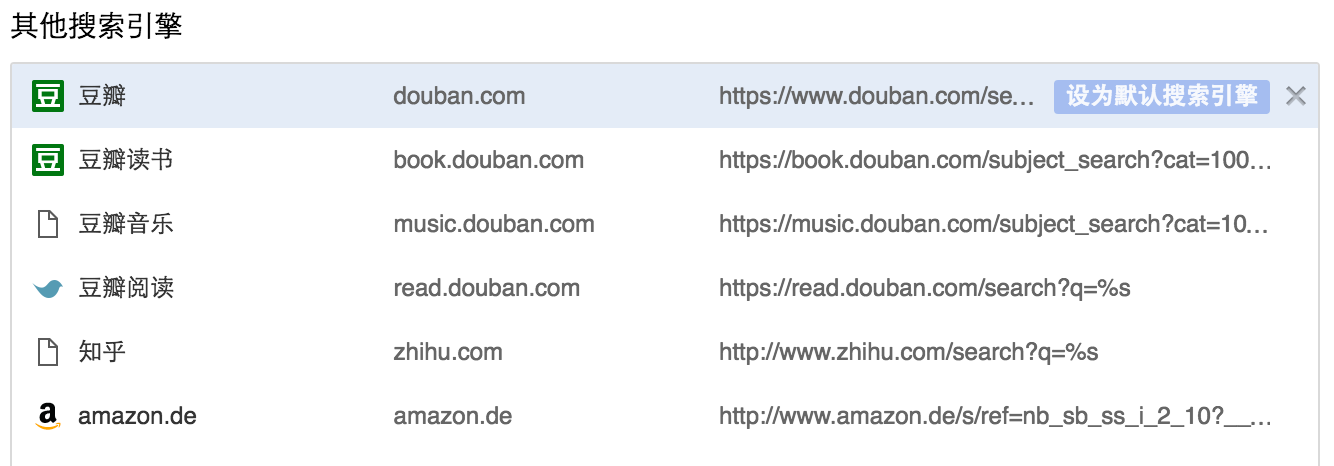 其他搜索引擎
豆 豆瓣 douban.com https://www.douban.com/se... 设为默认搜索引擎
豆 豆瓣读书 book.douban.com https://book.douban.com/subject_search?cat=100...
豆瓣音乐 music.douban.com https://music.douban.com/subject_search?cat=10...
豆瓣阅读 read.douban.com https://read.douban.com/search?q=%s
知乎 zhihu.com http://www.zhihu.com/search?q=%s
a amazon.de amazon.de http://www.amazon.de/s/ref=nb_sb_ss_i_2_10?__...